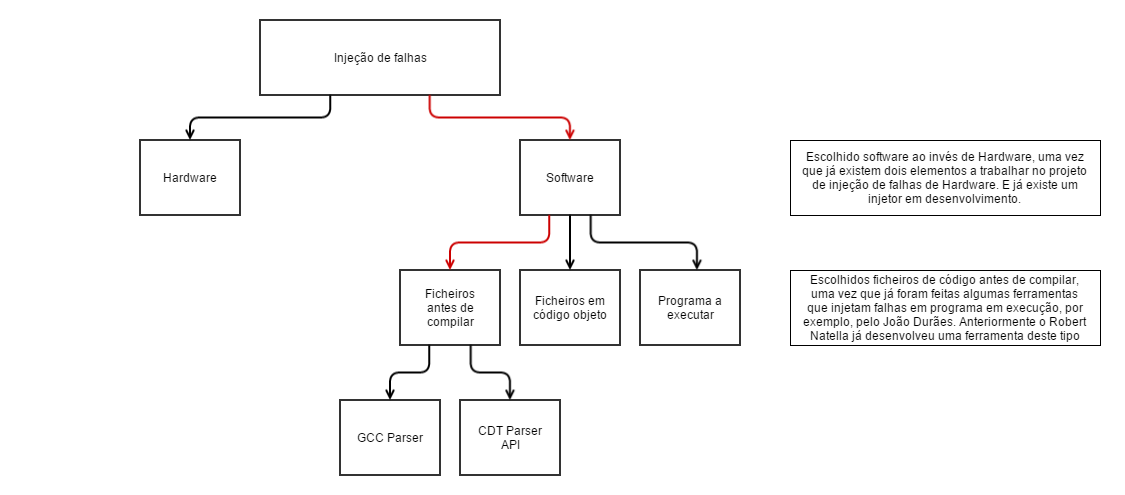 Injeção de falhas
Hardware
Software
Escolhido software ao invés de Hardware, uma vez
que já existem dois elementos a trabalhar no projeto
de injeção de falhas de Hardware. E já existe um
injetor em desenvolvimento.
Ficheiros
antes de
compilar
Ficheiros em
código objeto
Programa a
executar
Escolhidos ficheiros de código antes de compilar,
uma vez que já foram feitas algumas ferramentas
que injetam falhas em programa em execução, por
exemplo, pelo João Durães. Anteriormente o Robert
Natella já desenvolveu uma ferramenta deste tipo
GCC Parser
CDT Parser
API